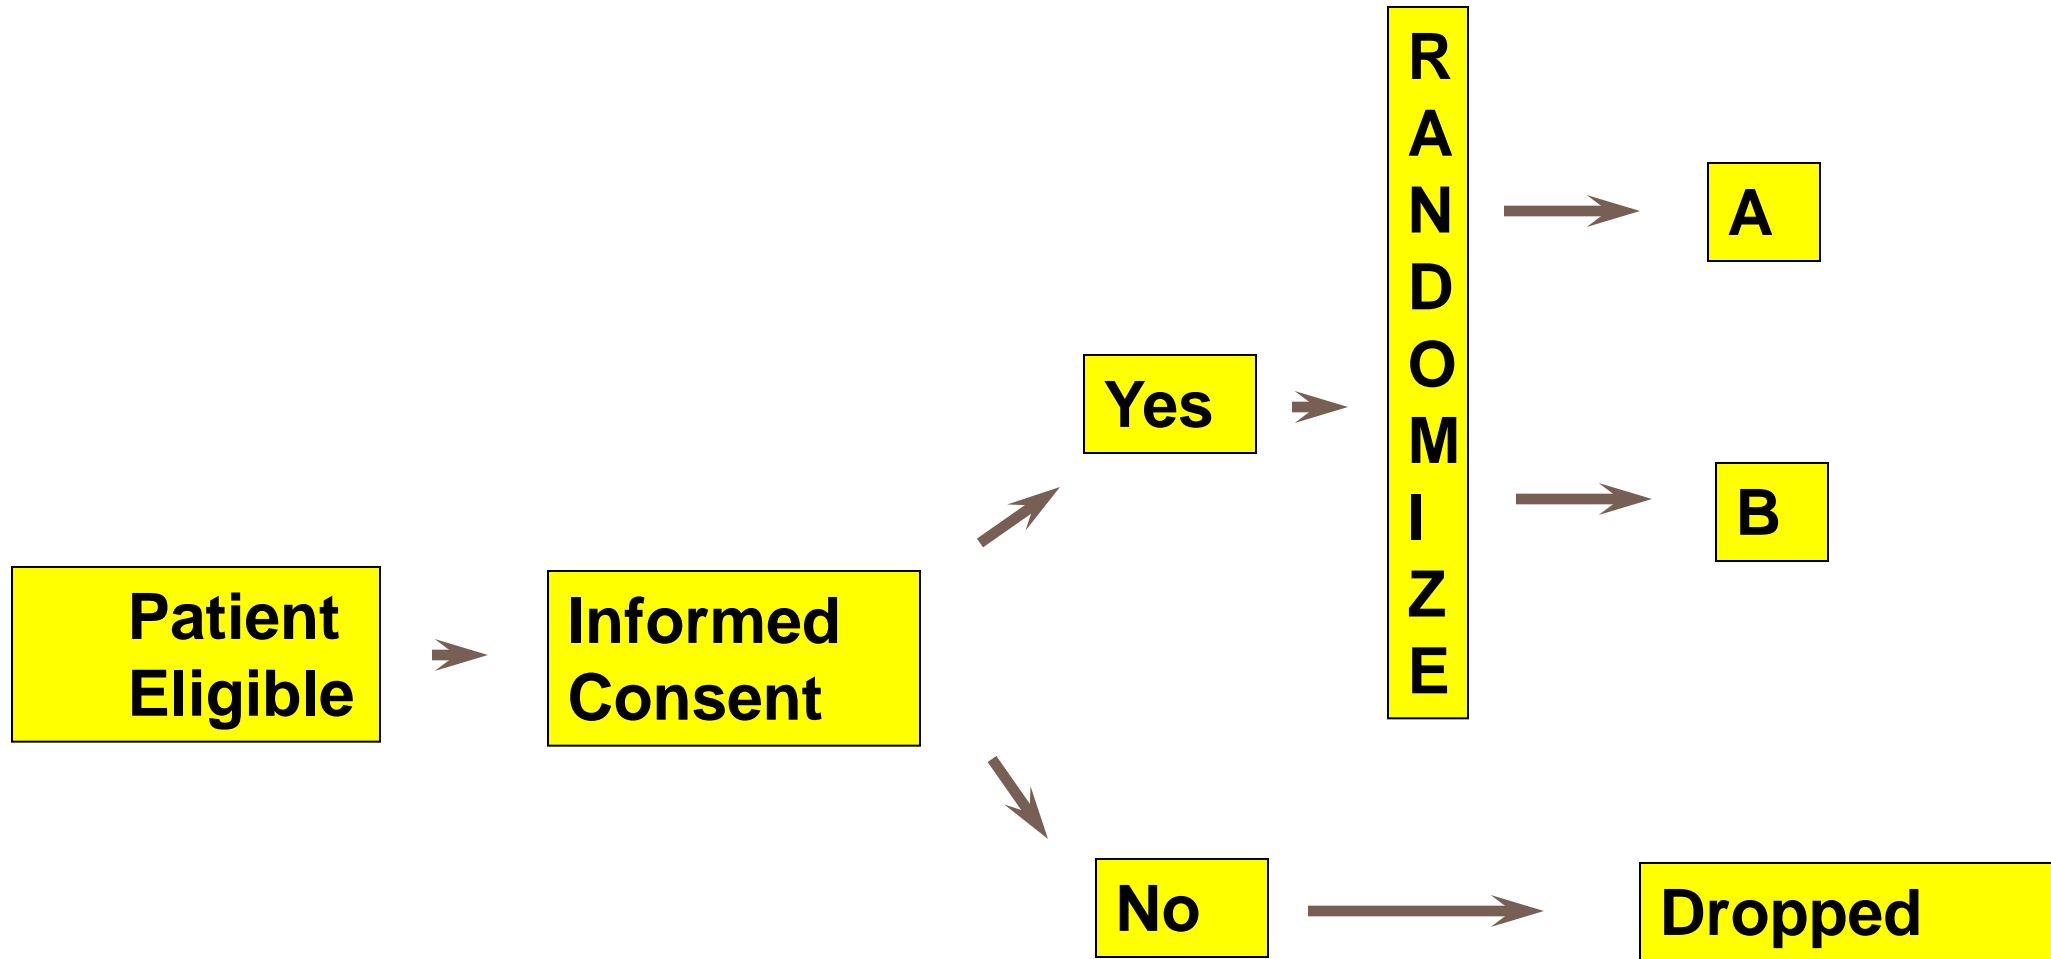 Patient
Eligible
Informed
Consent
Yes
R
A
N
D
O
M
I
Z
E
A
B
No
Dropped